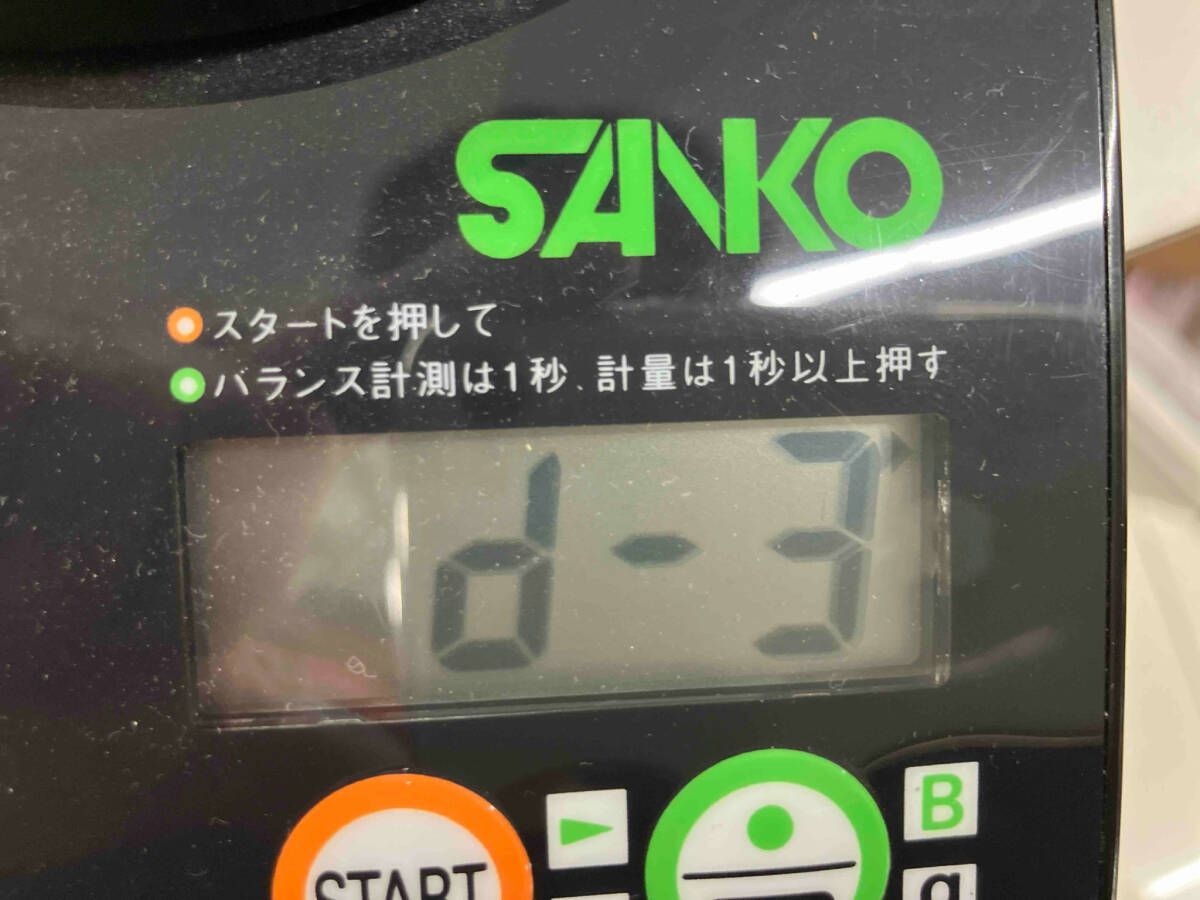 SANKO
スタートを押して
バランス計測は1秒、計量は1秒以上押す
d-3
B
START
g